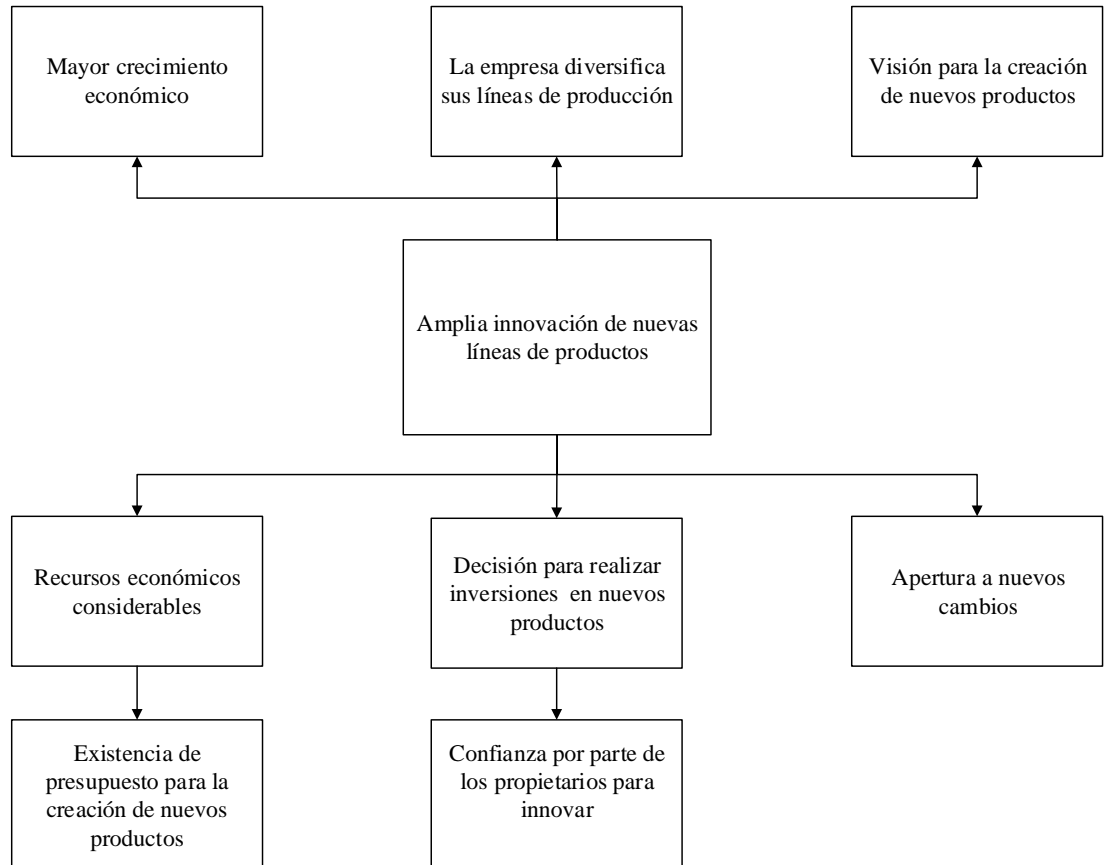 Mayor crecimiento
económico
La empresa diversifica
sus líneas de producción
Visión para la creación
de nuevos productos
Amplia innovación de nuevas
líneas de productos
Recursos económicos
considerables
Decisión para realizar
inversiones  en nuevos
productos
Apertura a nuevos
cambios
Existencia de
presupuesto para la
creación de nuevos
productos
Confianza por parte de
los propietarios para
innovar